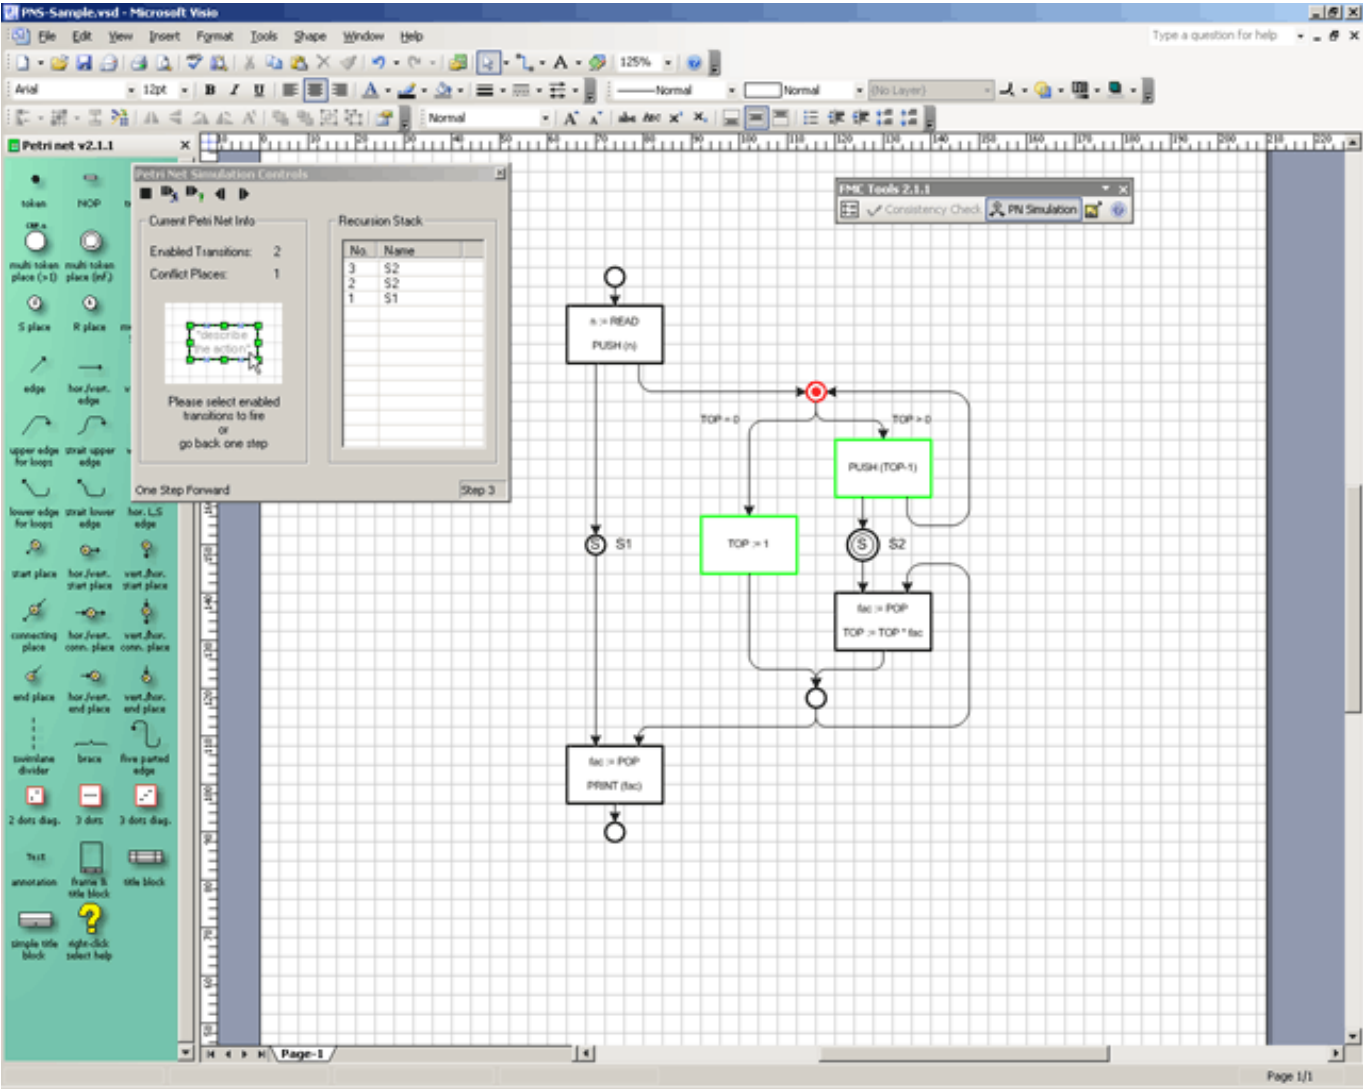 PNS-Sample.vsd - Microsoft Visio
File Edit View Insert Format Tools Shape Window Help
Type a question for help
125%
Arial 12pt B I U Normal Normal (No Layer)
Normal
Petri net v2.1.1
token NOP
multi token place (>1) multi token place (inf.)
S place R place
edge hor./vert. edge
upper edge for loops strait upper edge
lower edge for loops strait lower edge hor. L,S edge
start place hor./vert. start place vert./hor. start place
connecting place hor./vert. conn. place vert./hor. conn. place
end place hor./vert. end place vert./hor. end place
swimlane divider brace five parted edge
2 dots diag. 3 dots 3 dots diag.
Text
annotation frame & title block title block
simple title block right-click select help
Petri Net Simulation Controls
Current Petri Net Info
Enabled Transitions: 2
Conflict Places: 1
"describe
the action"
Please select enabled
transitions to fire
or
go back one step
Recursion Stack
No. Name
3 S2
2 S2
1 S1
One Step Forward
Step 3
FMC Tools 2.1.1
Consistency Check PN Simulation
n := READ
PUSH (n)
TOP = 0
TOP > 0
PUSH (TOP-1)
S S1
TOP := 1
S S2
fac := POP
TOP := TOP * fac
fac := POP
PRINT (fac)
Page-1
Page 1/1